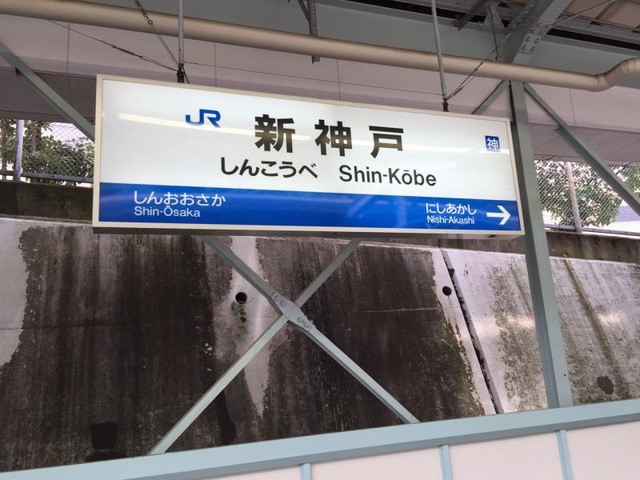 JR 新神戸 神
しんこうべ Shin-Kōbe
しんおおさか にしあかし
Shin-Ōsaka Nishi-Akashi